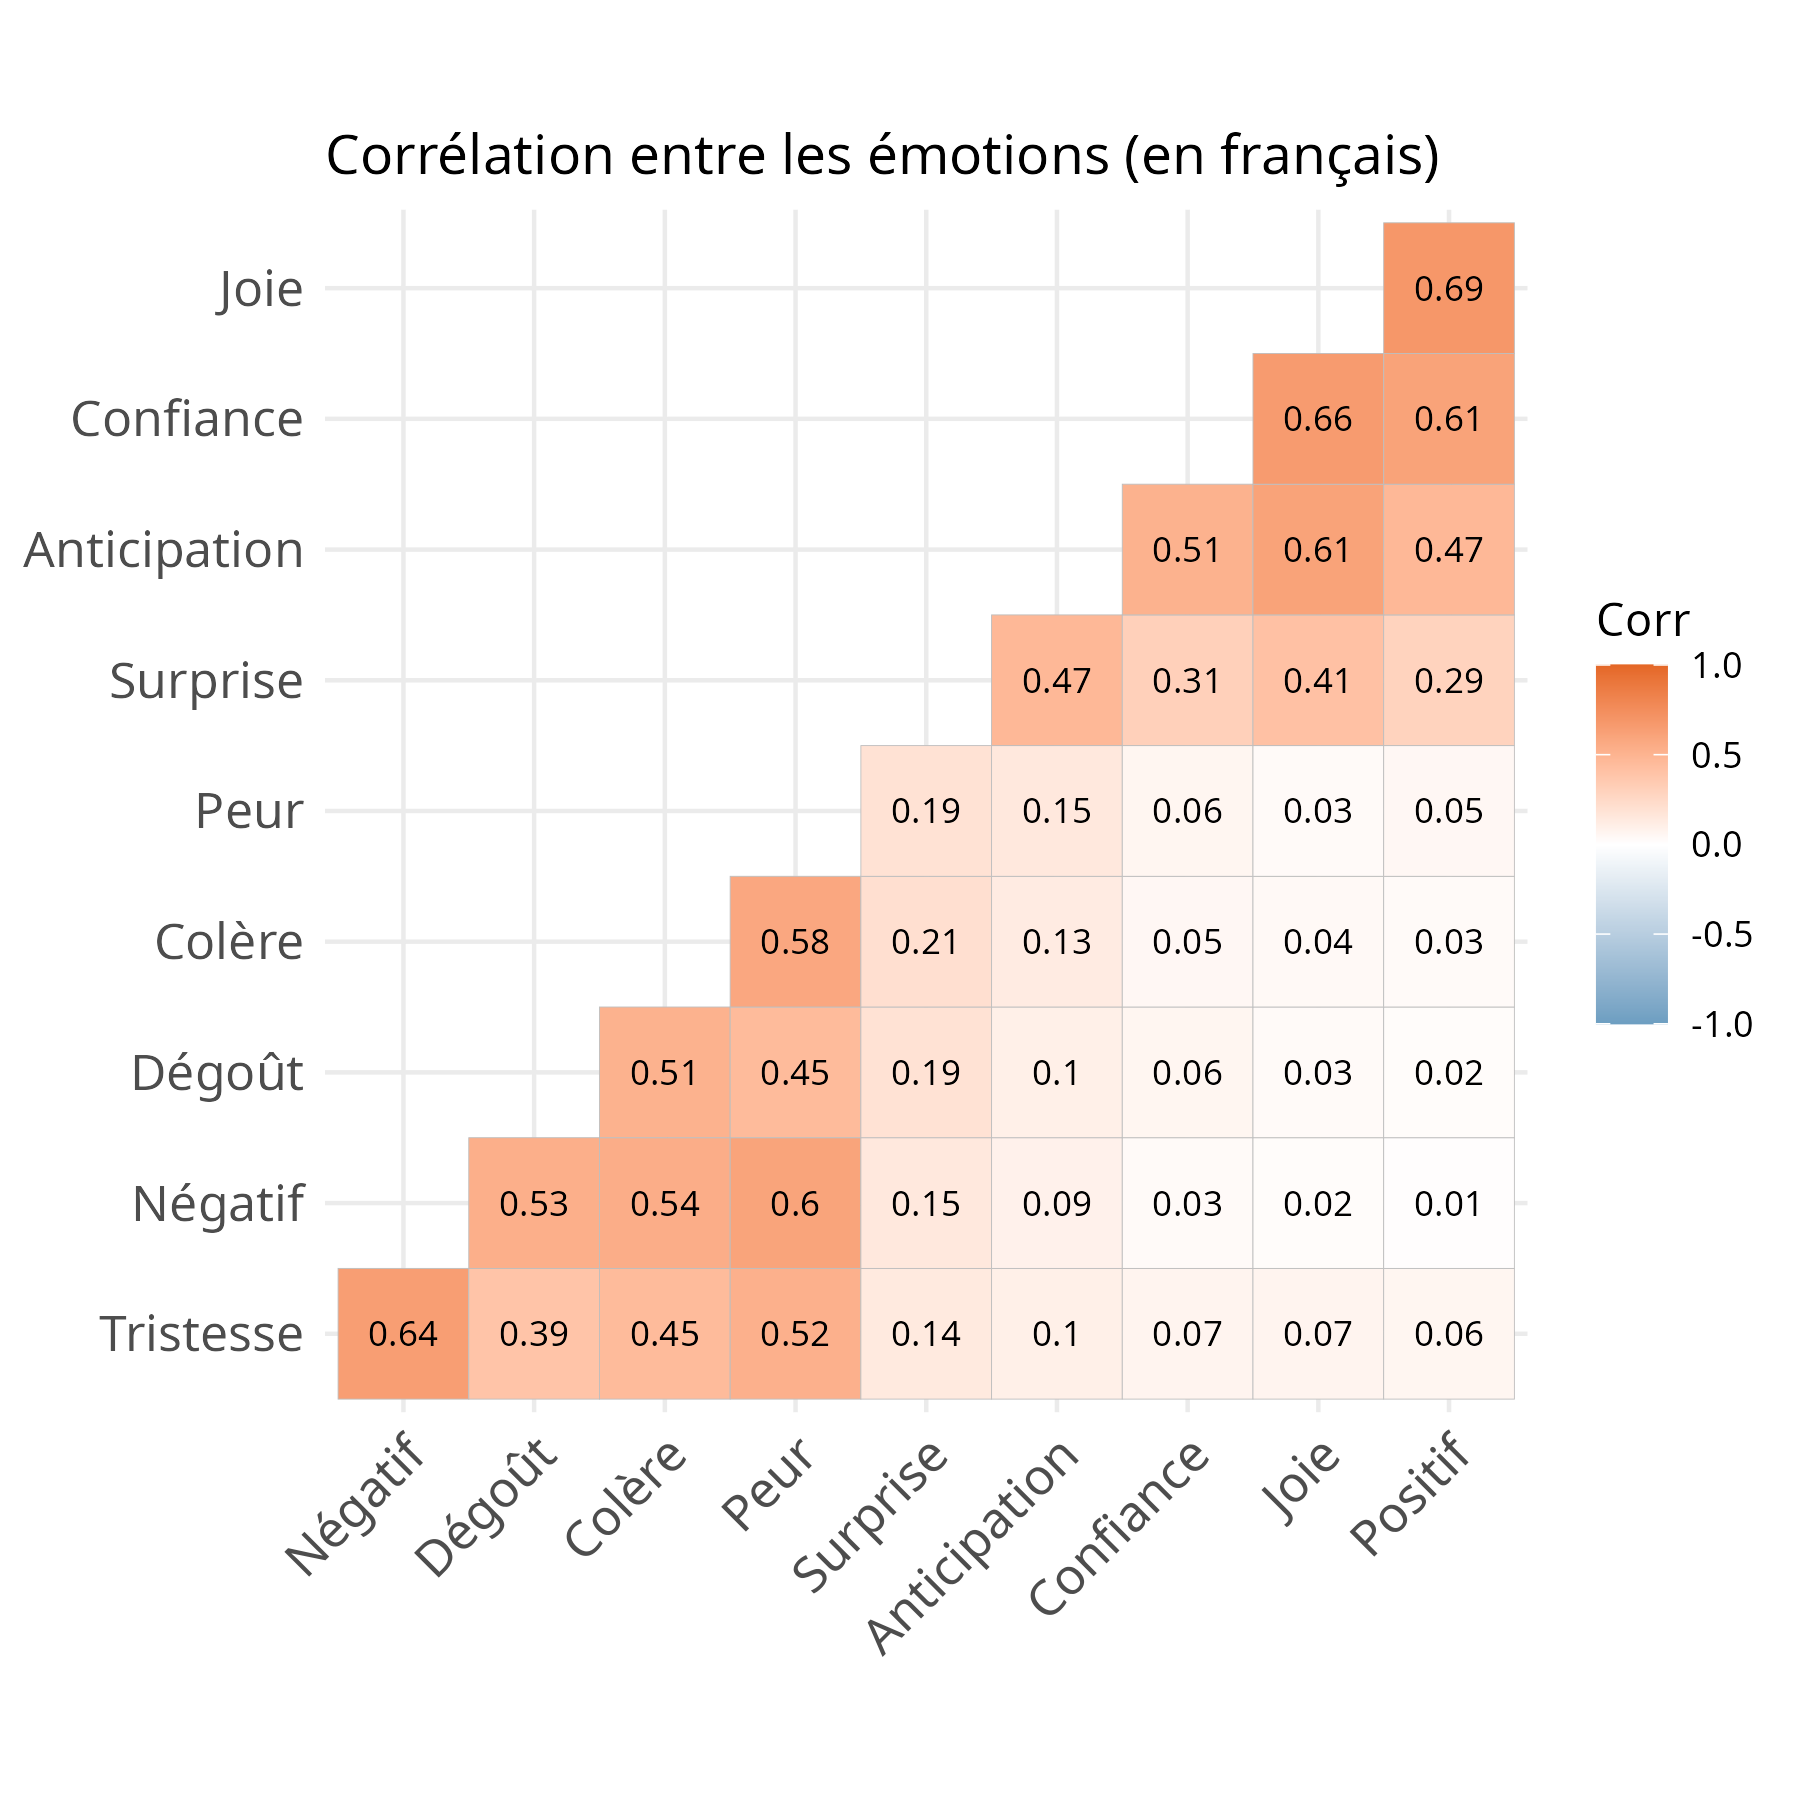 Corrélation entre les émotions (en français)
Joie 0.69
Confiance 0.66 0.61
Anticipation 0.51 0.61 0.47
Surprise 0.47 0.31 0.41 0.29
Peur 0.19 0.15 0.06 0.03 0.05
Colère 0.58 0.21 0.13 0.05 0.04 0.03
Dégoût 0.51 0.45 0.19 0.1 0.06 0.03 0.02
Négatif 0.53 0.54 0.6 0.15 0.09 0.03 0.02 0.01
Tristesse 0.64 0.39 0.45 0.52 0.14 0.1 0.07 0.07 0.06
Négatif Dégoût Colère Peur Surprise Anticipation Confiance Joie Positif
Corr
1.0
0.5
0.0
-0.5
-1.0